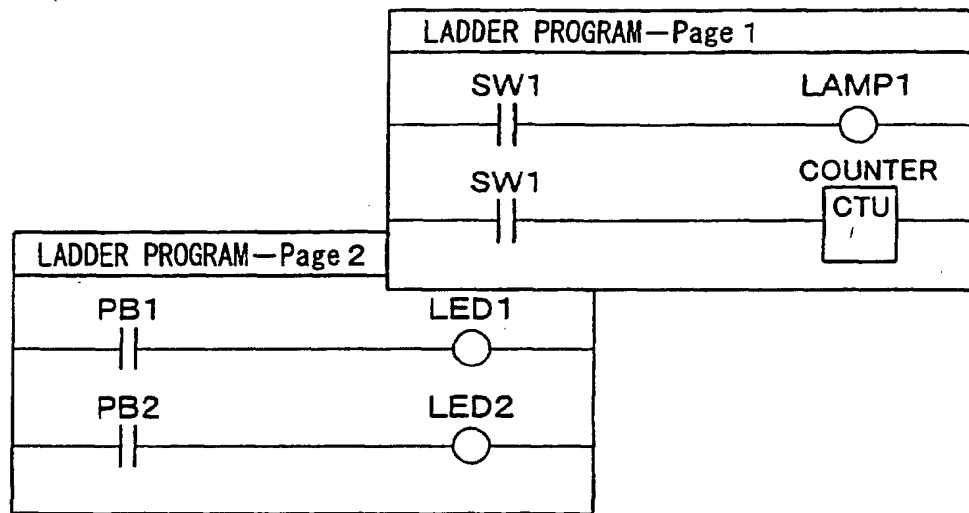 LADDER PROGRAM—Page 1
SW1 LAMP1
SW1 COUNTER
CTU
LADDER PROGRAM—Page 2
PB1 LED1
PB2 LED2